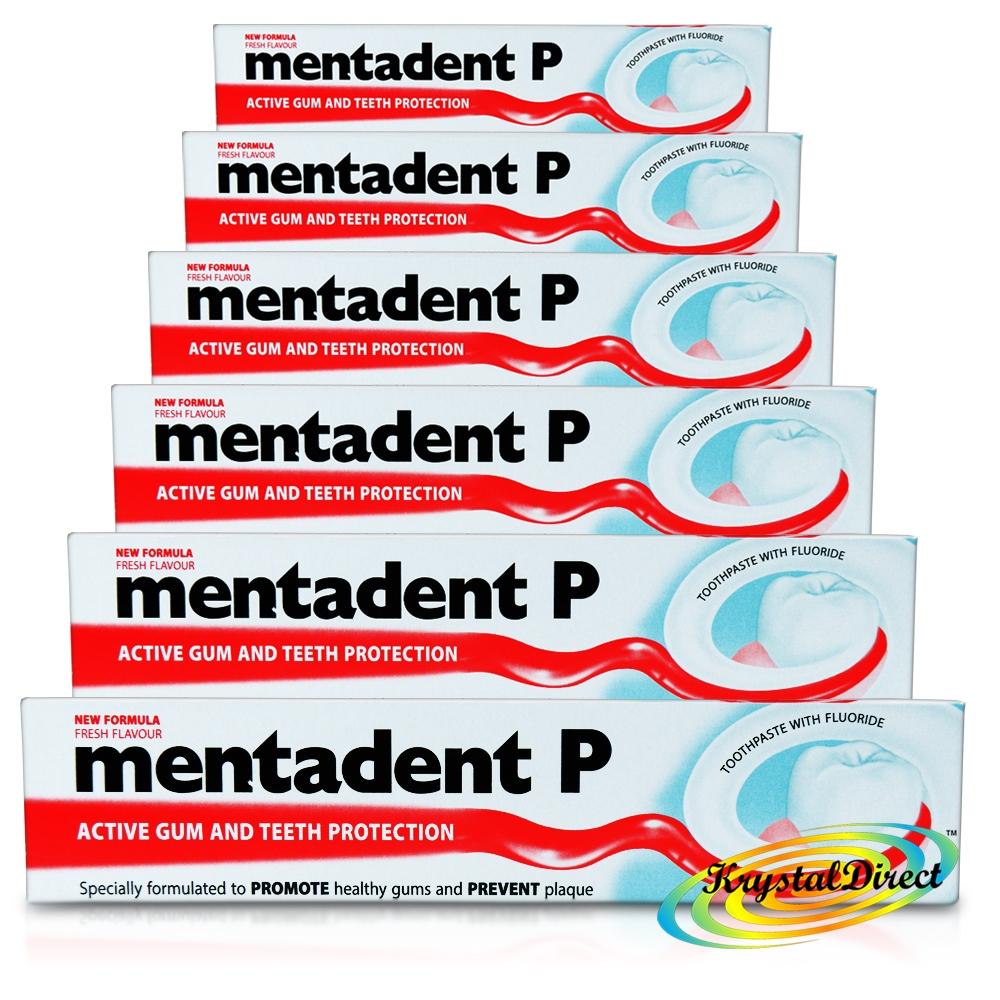 NEW FORMULA
FRESH FLAVOUR
mentadent P
TOOTHPASTE WITH FLUORIDE
ACTIVE GUM AND TEETH PROTECTION
NEW FORMULA
FRESH FLAVOUR
mentadent P
TOOTHPASTE WITH FLUORIDE
ACTIVE GUM AND TEETH PROTECTION
NEW FORMULA
FRESH FLAVOUR
mentadent P
TOOTHPASTE WITH FLUORIDE
ACTIVE GUM AND TEETH PROTECTION
NEW FORMULA
FRESH FLAVOUR
mentadent P
TOOTHPASTE WITH FLUORIDE
ACTIVE GUM AND TEETH PROTECTION
NEW FORMULA
FRESH FLAVOUR
mentadent P
TOOTHPASTE WITH FLUORIDE
ACTIVE GUM AND TEETH PROTECTION
NEW FORMULA
FRESH FLAVOUR
mentadent P
TOOTHPASTE WITH FLUORIDE
ACTIVE GUM AND TEETH PROTECTION
Specially formulated to PROMOTE healthy gums and PREVENT plaque
KrystalDirect™